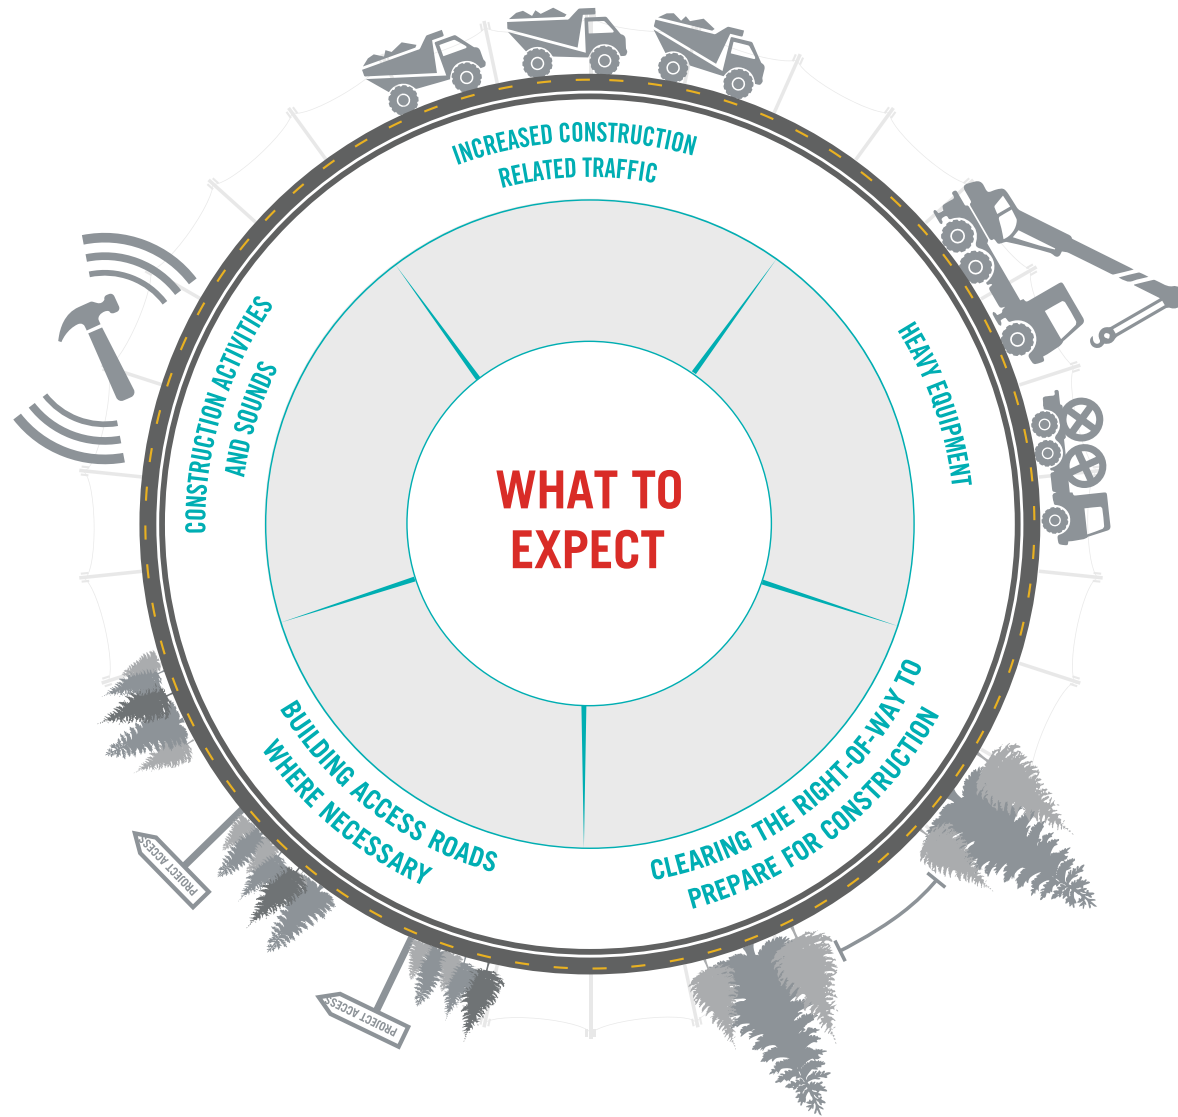 INCREASED CONSTRUCTION
RELATED TRAFFIC
HEAVY EQUIPMENT
CLEARING THE RIGHT-OF-WAY TO
PREPARE FOR CONSTRUCTION
BUILDING ACCESS ROADS
WHERE NECESSARY
CONSTRUCTION ACTIVITIES
AND SOUNDS
WHAT TO
EXPECT
PROJECT ACCESS
PROJECT ACCESS